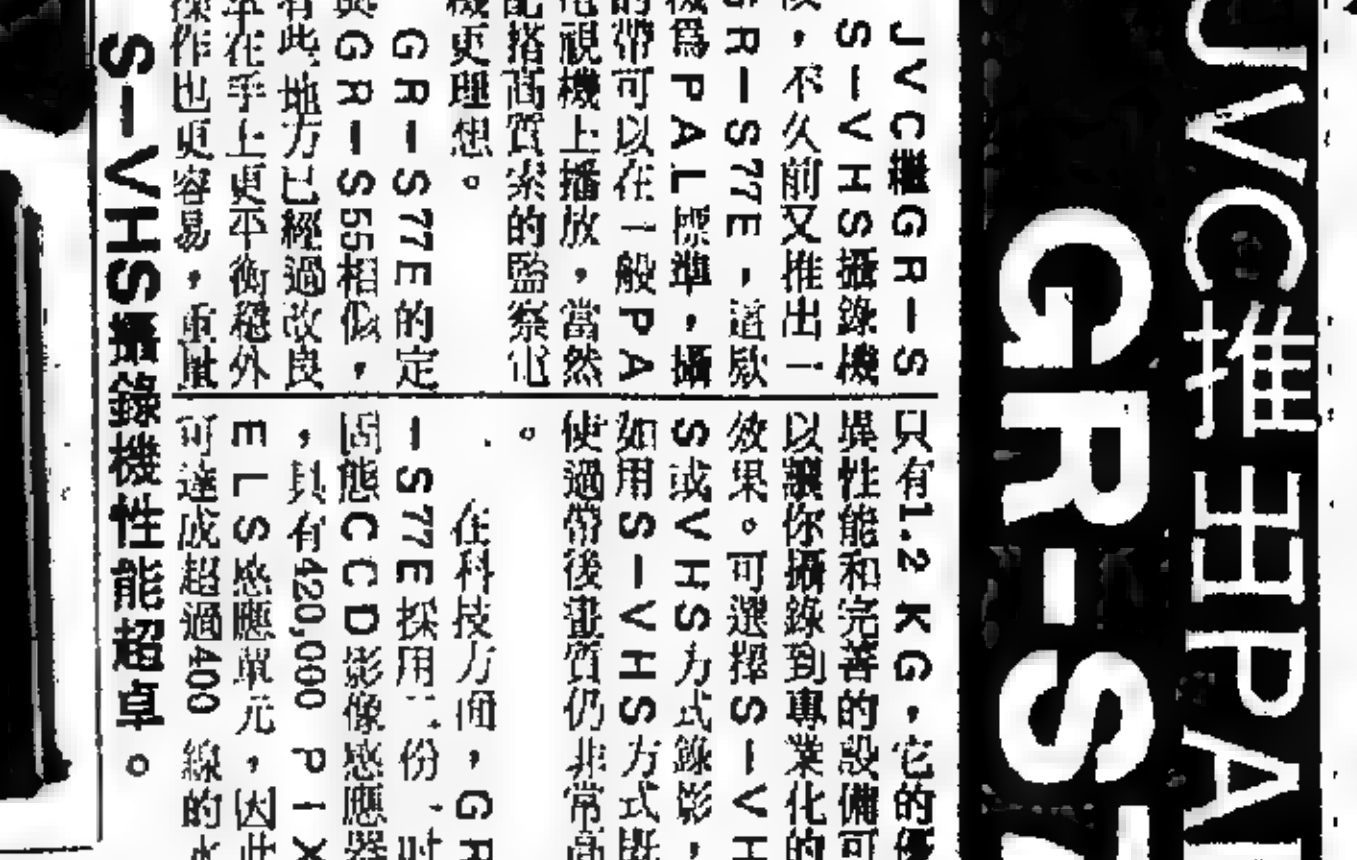 JVC推出PAL
GR-S7
JVC繼GR-S
S-VHS攝錄機
，不久前又推出一
GR-S77E，這款
機為PAL標準，攝
的帶可以在一般PA
電視機上播放，當然
配搭高質素的監察電
機更理想。
GR-S77E的定
與GR-S55相似，
有些地方已經過改良
在手上更平衡穩外
操作也更容易，重量
只有1.2KG，它的優
異性能和完善的設備可
以讓你攝錄到專業化的
效果。可選擇S-VH
S或VHS方式錄影，
如用S-VHS方式
使過帶後畫質仍非常高
。
在科技方面，GR
-S77E採用二份一吋
固態CCD影像感應器
，具有420,000 PIX
ELS感應單元，因此
可達成超過400線的水
S-VHS攝錄機性能超卓。